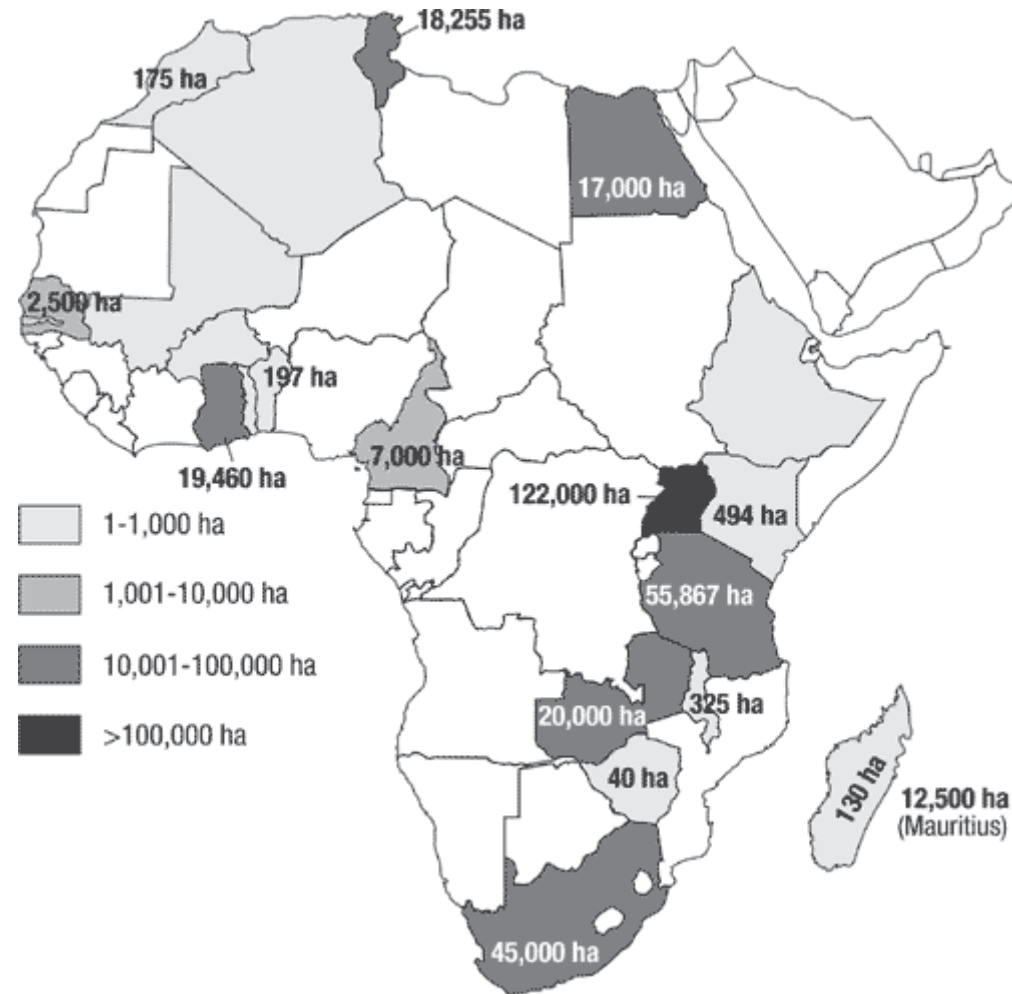 18,255 ha
175 ha
17,000 ha
2,500 ha
197 ha
7,000 ha
19,460 ha
122,000 ha
494 ha
1-1,000 ha
1,001-10,000 ha
55,867 ha
10,001-100,000 ha
325 ha
20,000 ha
>100,000 ha
40 ha
130 ha
12,500 ha
(Mauritius)
45,000 ha